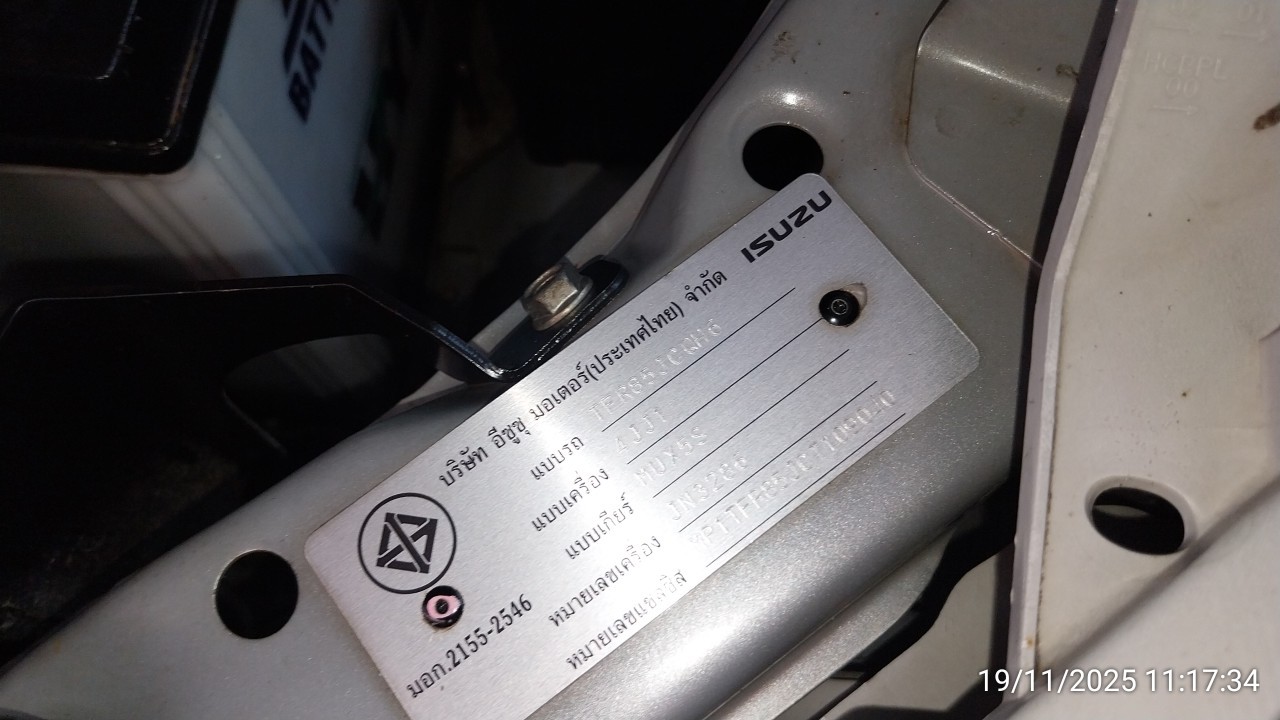 ISUZU
บริษัท อีซูซุ มอเตอร์(ประเทศไทย) จำกัด
แบบรถ TFR85JCQH6
แบบเครื่อง 4JJ1
แบบเกียร์ MUX5S
หมายเลขเครื่อง JN3286
หมายเลขแชสซีส์
มอก.2155-2546
19/11/2025 11:17:34